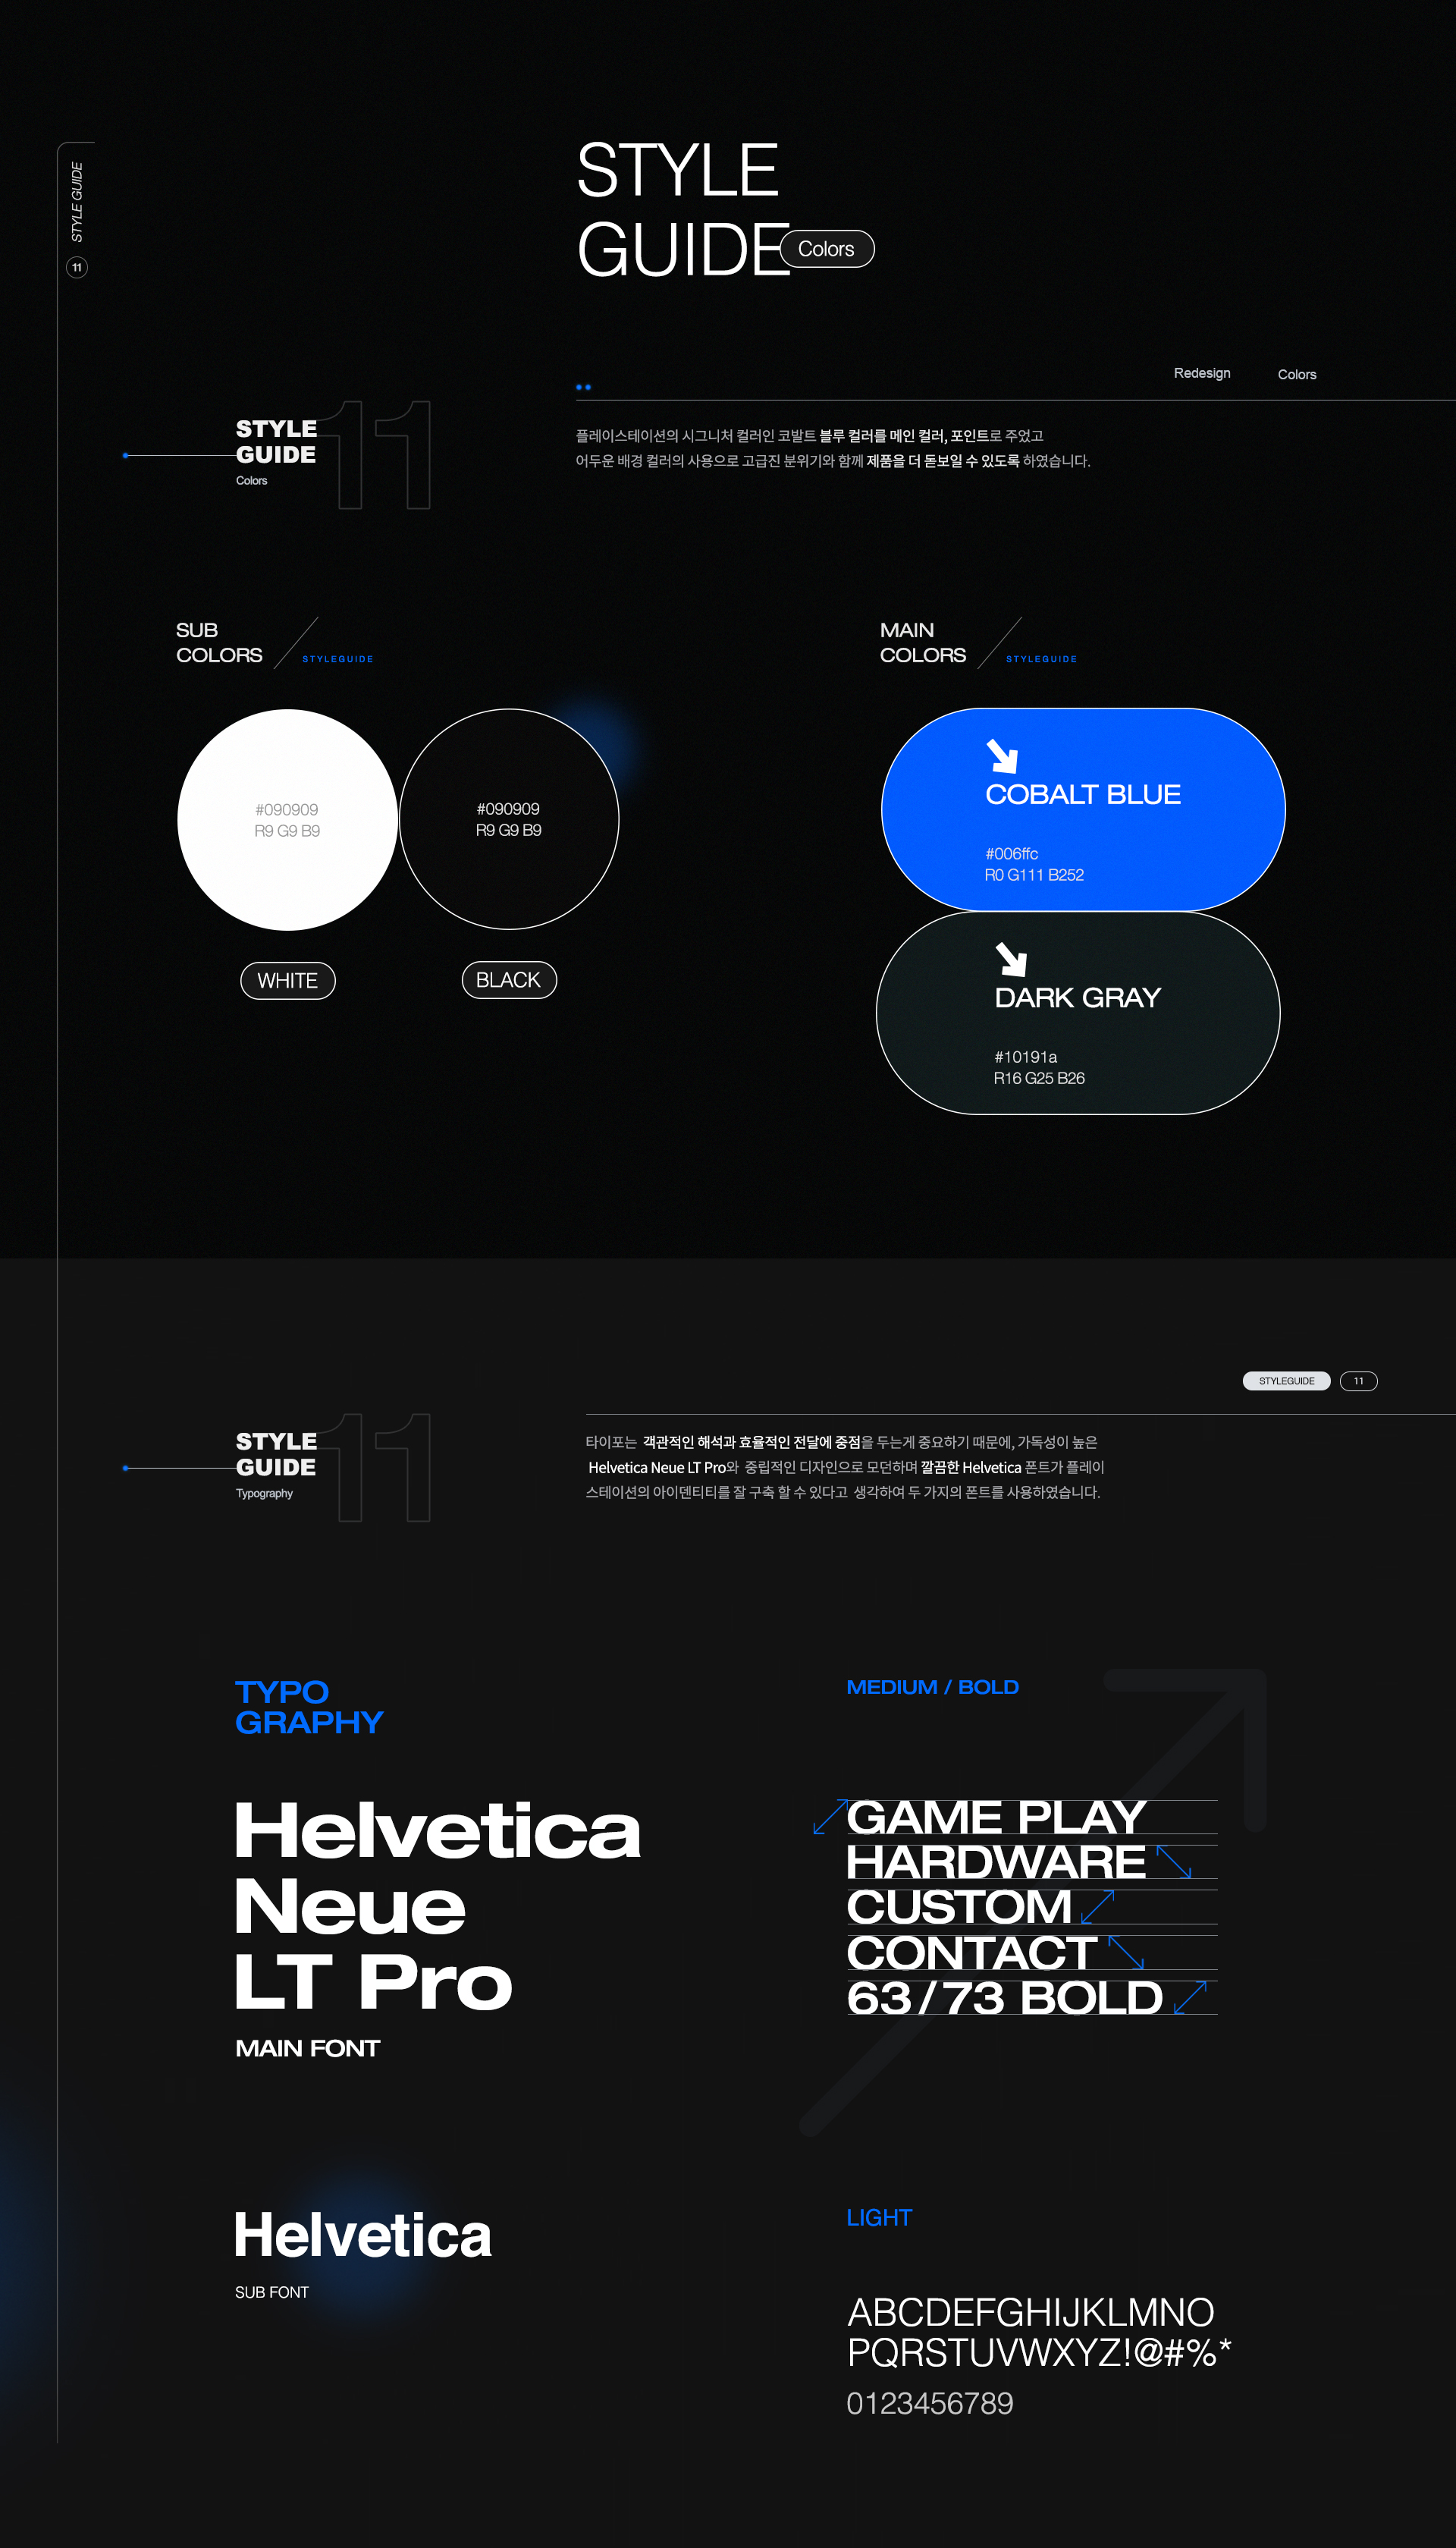 STYLE GUIDE
11
STYLE
GUIDE
Colors
Redesign
Colors
11
STYLE
GUIDE
Colors
플레이스테이션의 시그니처 컬러인 코발트 블루 컬러를 메인 컬러, 포인트로 주었고
어두운 배경 컬러의 사용으로 고급진 분위기와 함께 제품을 더 돋보일 수 있도록 하였습니다.
SUB
COLORS
STYLEGUIDE
#090909
R9 G9 B9
WHITE
#090909
R9 G9 B9
BLACK
MAIN
COLORS
STYLEGUIDE
COBALT BLUE
#006ffc
R0 G111 B252
DARK GRAY
#10191a
R16 G25 B26
STYLEGUIDE
11
11
STYLE
GUIDE
Typography
타이포는 객관적인 해석과 효율적인 전달에 중점을 두는게 중요하기 때문에, 가독성이 높은
Helvetica Neue LT Pro와 중립적인 디자인으로 모던하며 깔끔한 Helvetica 폰트가 플레이
스테이션의 아이덴티티를 잘 구축 할 수 있다고 생각하여 두 가지의 폰트를 사용하였습니다.
TYPO
GRAPHY
Helvetica
Neue
LT Pro
MAIN FONT
MEDIUM / BOLD
GAME PLAY
HARDWARE
CUSTOM
CONTACT
63/73 BOLD
Helvetica
SUB FONT
LIGHT
ABCDEFGHIJKLMNO
PQRSTUVWXYZ!@#%*
0123456789